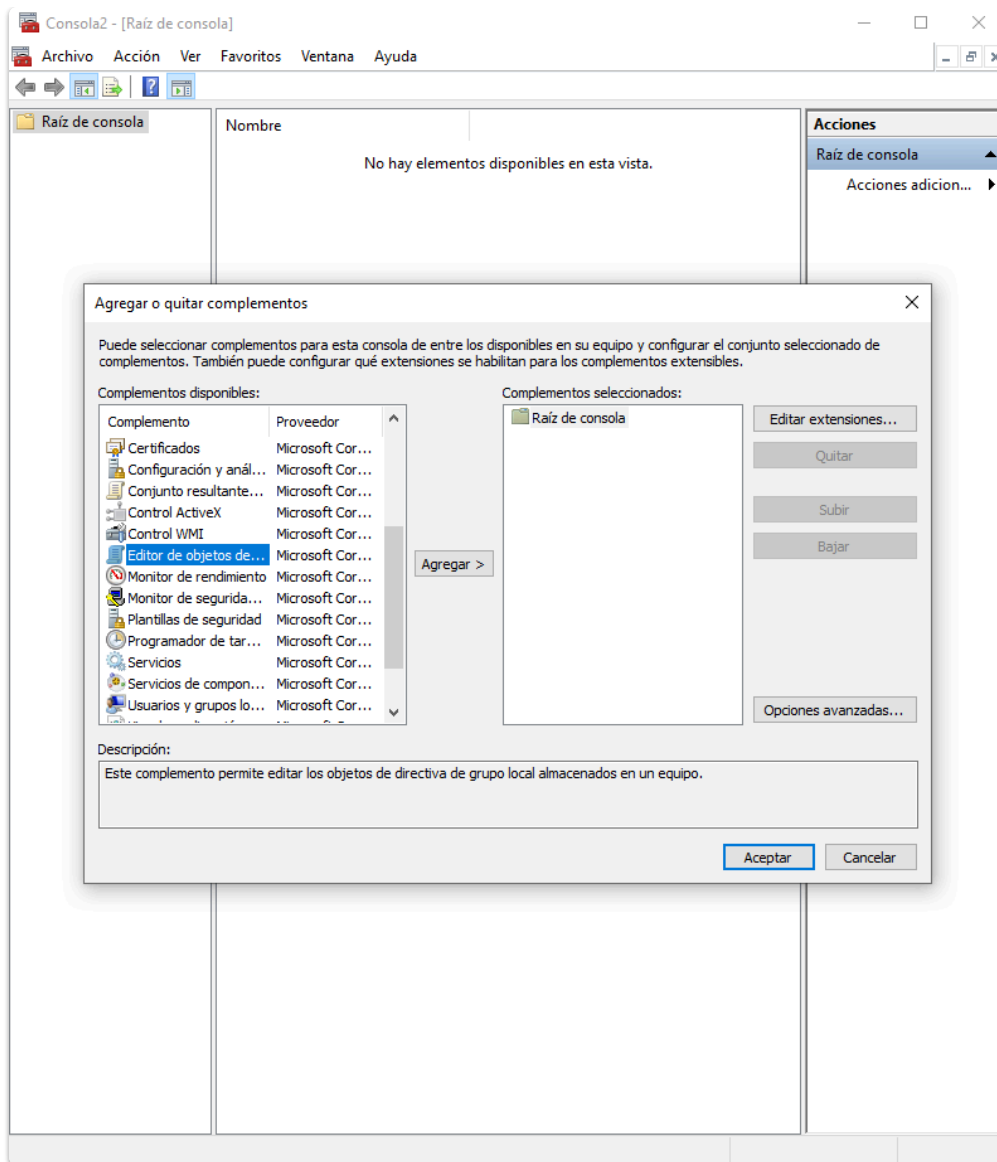 Consola2 - [Raíz de consola]
Archivo Acción Ver Favoritos Ventana Ayuda
Raíz de consola
Nombre
No hay elementos disponibles en esta vista.
Acciones
Raíz de consola
Acciones adicion...
Agregar o quitar complementos
Puede seleccionar complementos para esta consola de entre los disponibles en su equipo y configurar el conjunto seleccionado de
complementos. También puede configurar qué extensiones se habilitan para los complementos extensibles.
Complementos disponibles:
Complemento Proveedor
Certificados Microsoft Cor...
Configuración y anál... Microsoft Cor...
Conjunto resultante... Microsoft Cor...
Control ActiveX Microsoft Cor...
Control WMI Microsoft Cor...
Editor de objetos de... Microsoft Cor...
Monitor de rendimiento Microsoft Cor...
Monitor de segurida... Microsoft Cor...
Plantillas de seguridad Microsoft Cor...
Programador de tar... Microsoft Cor...
Servicios Microsoft Cor...
Servicios de compon... Microsoft Cor...
Usuarios y grupos lo... Microsoft Cor...
Agregar >
Complementos seleccionados:
Raíz de consola
Editar extensiones...
Quitar
Subir
Bajar
Opciones avanzadas...
Descripción:
Este complemento permite editar los objetos de directiva de grupo local almacenados en un equipo.
Aceptar Cancelar